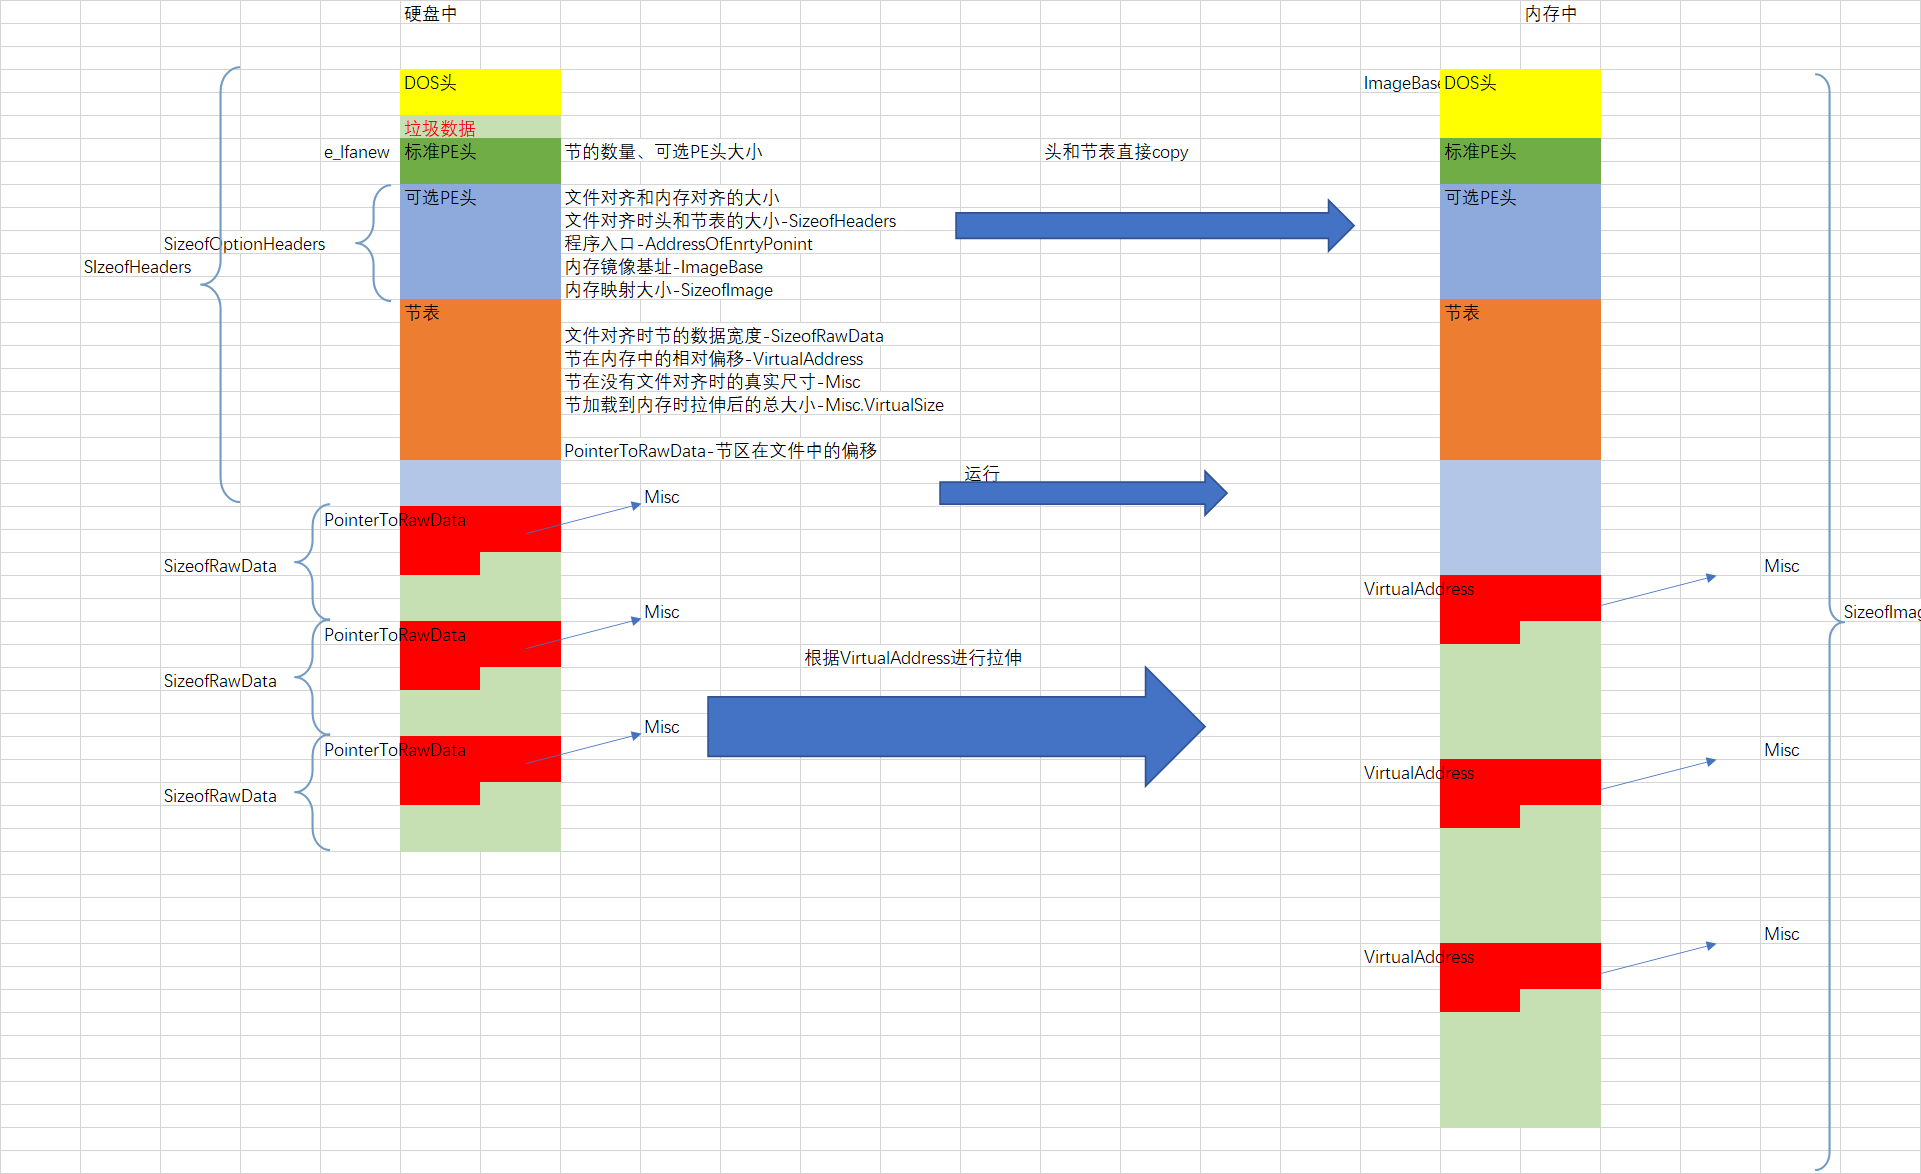 硬盘中
内存中
DOS头
ImageBase
DOS头
垃圾数据
e_lfanew
标准PE头
节的数量、可选PE头大小
头和节表直接copy
标准PE头
可选PE头
文件对齐和内存对齐的大小
可选PE头
文件对齐时头和节表的大小-SizeofHeaders
SizeofOptionHeaders
程序入口-AddressOfEnrtyPonint
SIzeofHeaders
内存镜像基址-ImageBase
内存映射大小-SizeofImage
节表
节表
文件对齐时节的数据宽度-SizeofRawData
节在内存中的相对偏移-VirtualAddress
节在没有文件对齐时的真实尺寸-Misc
节加载到内存时拉伸后的总大小-Misc.VirtualSize
PointerToRawData-节区在文件中的偏移
运行
Misc
PointerToRawData
SizeofRawData
Misc
VirtualAddress
Misc
SizeofImag
PointerToRawData
根据VirtualAddress进行拉伸
SizeofRawData
Misc
PointerToRawData
Misc
VirtualAddress
SizeofRawData
Misc
VirtualAddress